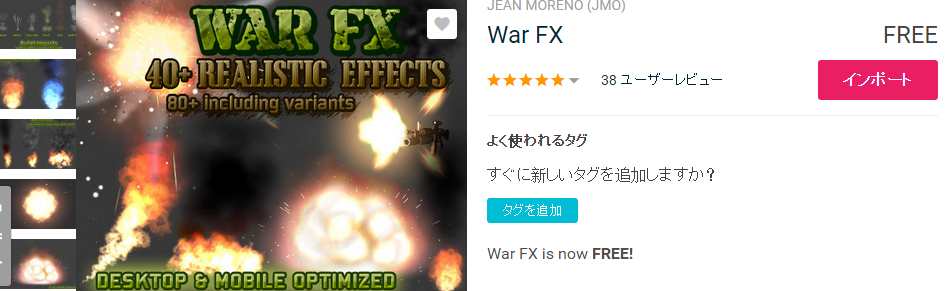 JEAN MORENO (JMO)
WAR FX
40+ REALISTIC EFFECTS
80+ including variants
DESKTOP & MOBILE OPTIMIZED
War FX
FREE
38 ユーザーレビュー
インポート
よく使われるタグ
すぐに新しいタグを追加しますか？
タグを追加
War FX is now FREE!